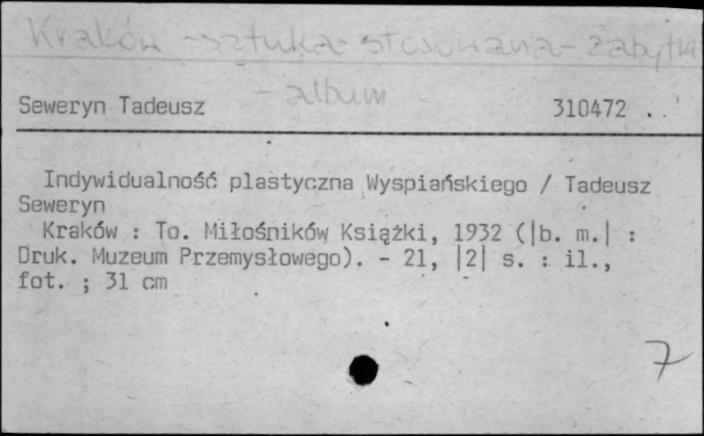 Kraków - sztuka stosowana - zabytki
- album
Seweryn Tadeusz 310472 ..
Indywidualność plastyczna Wyspiańskiego / Tadeusz
Seweryn
Kraków : To. Miłośników Książki, 1932 (|b. m.| :
Druk. Muzeum Przemysłowego). - 21, |2| s. : il.,
fot. ; 31 cm
7